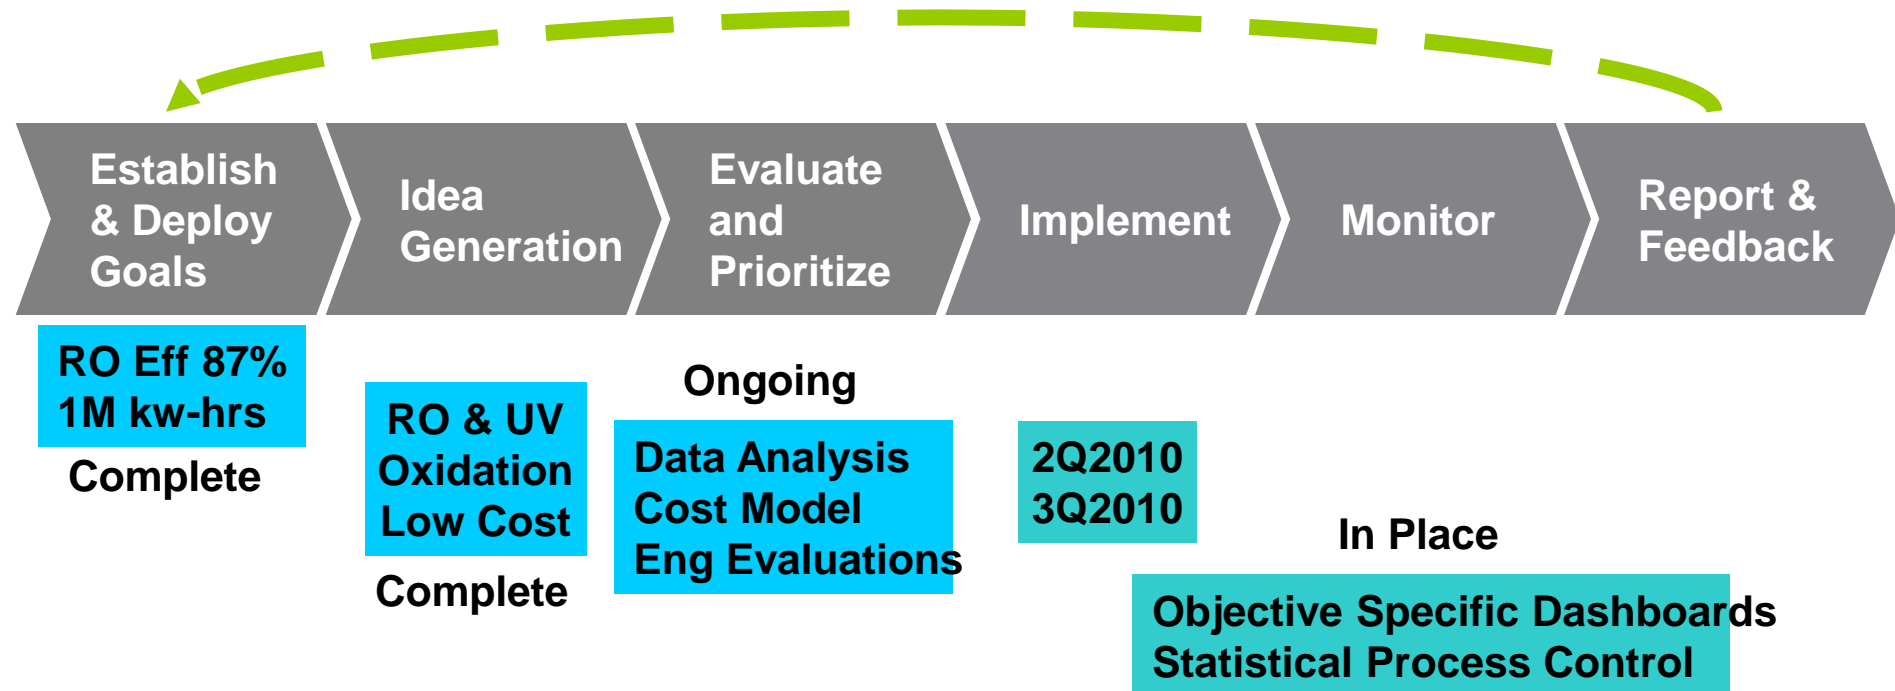 Establish
& Deploy
Goals
Idea
Generation
Evaluate
and
Prioritize
Implement
Monitor
Report &
Feedback
RO Eff 87%
1M kw-hrs
Complete
RO & UV
Oxidation
Low Cost
Complete
Ongoing
Data Analysis
Cost Model
Eng Evaluations
2Q2010
3Q2010
In Place
Objective Specific Dashboards
Statistical Process Control